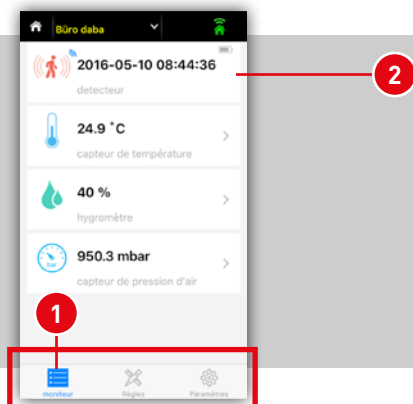 Büro daba
2016-05-10 08:44:36
detecteur
2
24.9 °C
capteur de température
40 %
hygromètre
bar
950.3 mbar
capteur de pression d'air
1
moniteur Règles Paramètres